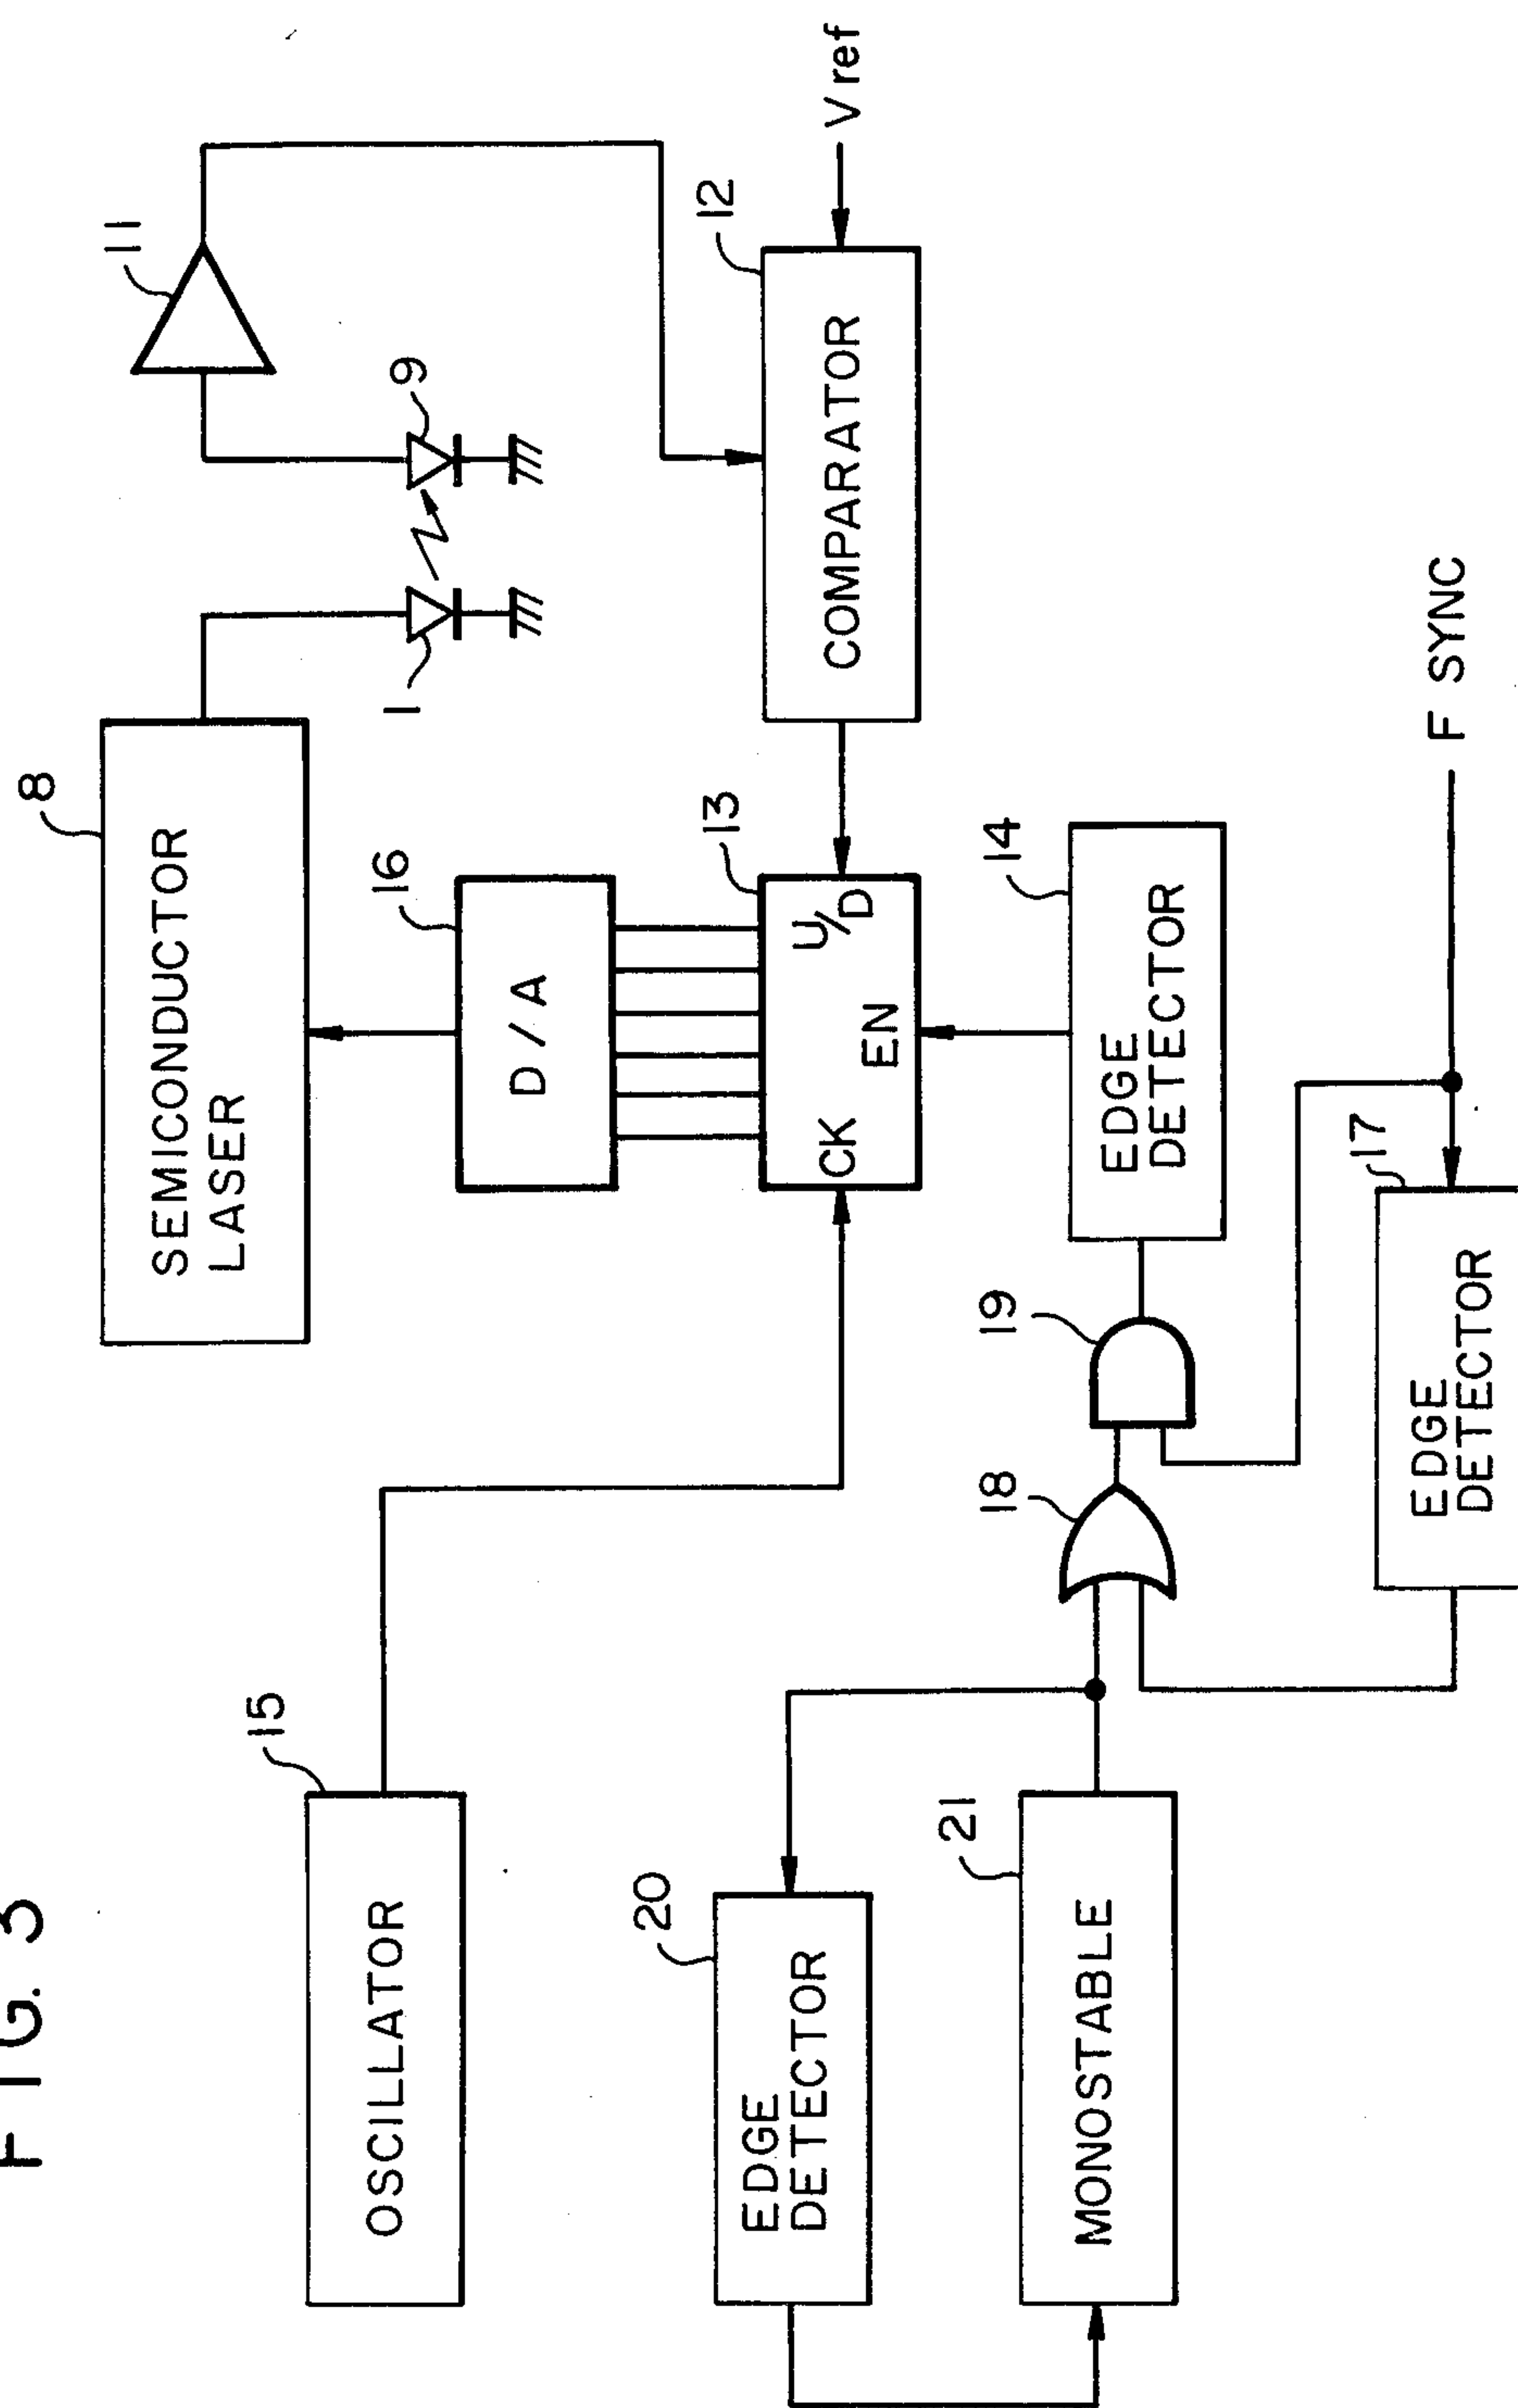 FIG. 3
8
SEMICONDUCTOR
LASER
11
1
9
15
OSCILLATOR
16
D/A
13
CK
EN
U/D
12
COMPARATOR
Vref
20
EDGE
DETECTOR
21
MONOSTABLE
18
19
14
EDGE
DETECTOR
17
EDGE
DETECTOR
F SYNC